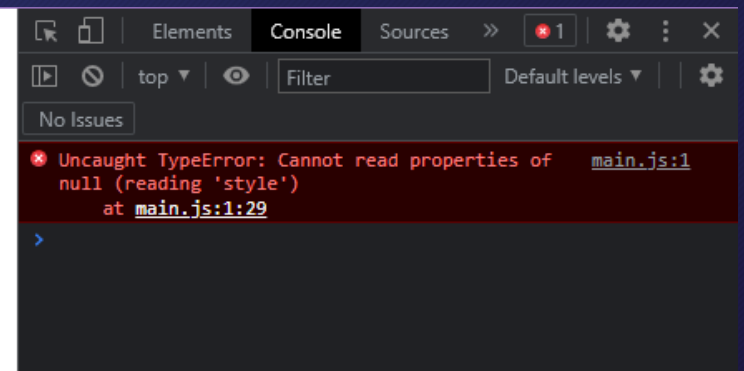 Elements Console Sources » 1
top ▼ Filter Default levels ▼
No Issues
Uncaught TypeError: Cannot read properties of main.js:1
null (reading 'style')
at main.js:1:29